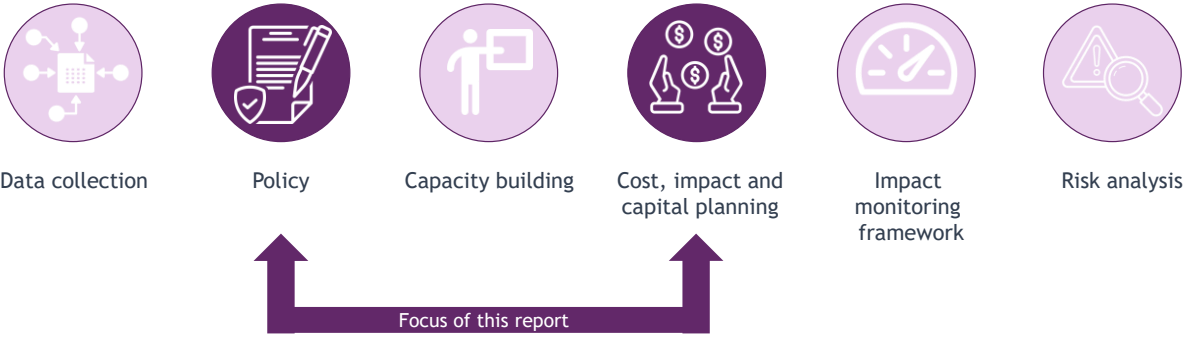 $
$
$
Data collection
Policy
Capacity building
Cost, impact and
capital planning
Impact
monitoring
framework
Risk analysis
Focus of this report